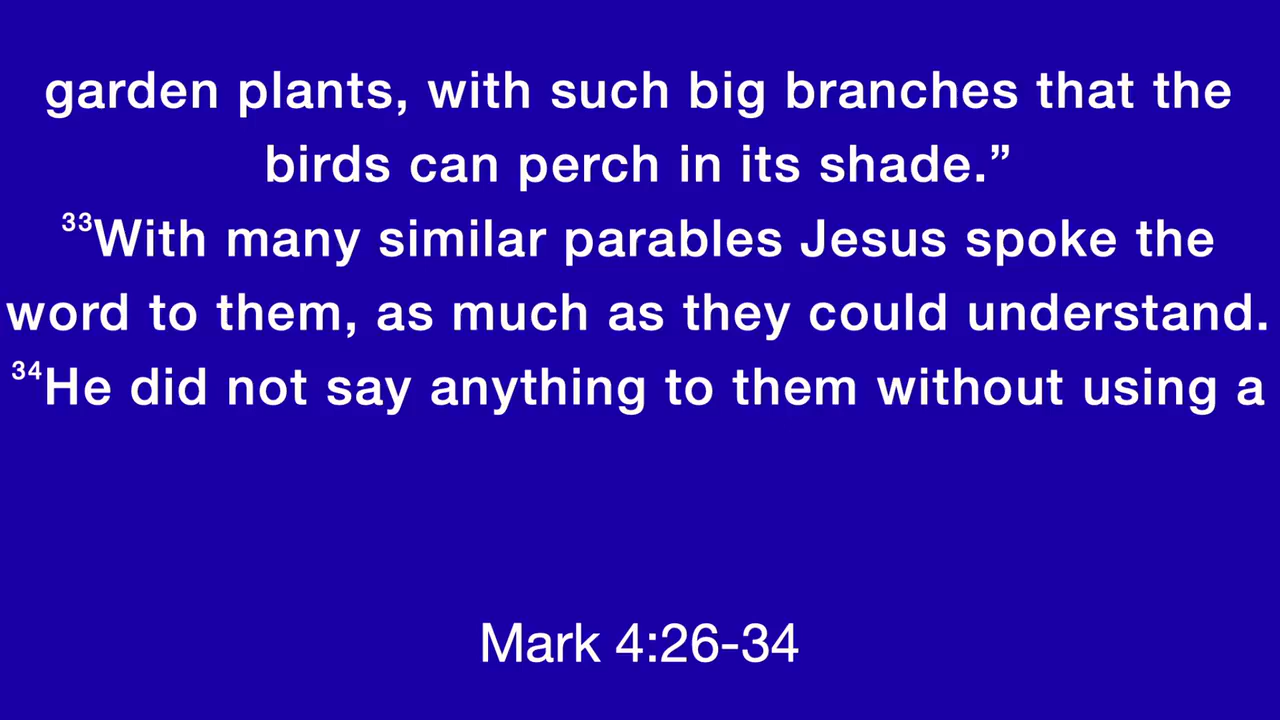 garden plants, with such big branches that the
birds can perch in its shade.”
³³With many similar parables Jesus spoke the
word to them, as much as they could understand.
³⁴He did not say anything to them without using a
Mark 4:26-34